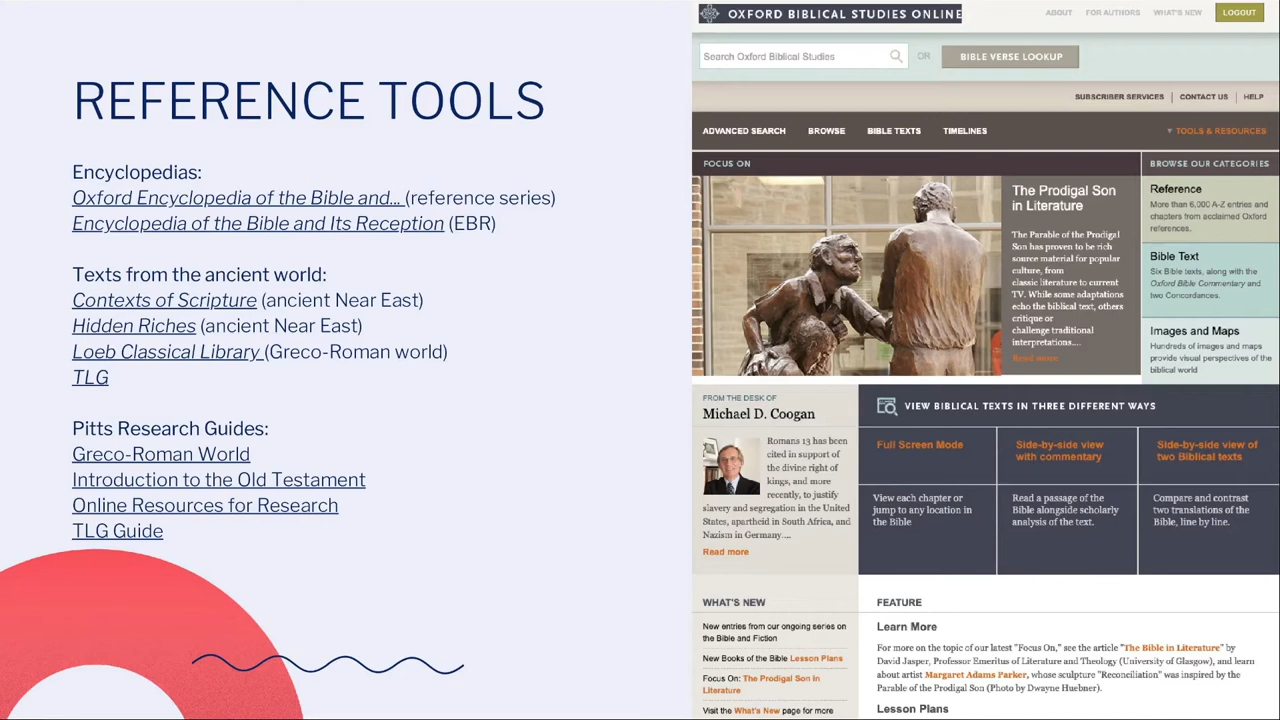 REFERENCE TOOLS
Encyclopedias:
Oxford Encyclopedia of the Bible and... (reference series)
Encyclopedia of the Bible and Its Reception (EBR)
Texts from the ancient world:
Contexts of Scripture (ancient Near East)
Hidden Riches (ancient Near East)
Loeb Classical Library (Greco-Roman world)
TLG
Pitts Research Guides:
Greco-Roman World
Introduction to the Old Testament
Online Resources for Research
TLG Guide
OXFORD BIBLICAL STUDIES ONLINE
ABOUT FOR AUTHORS WHAT'S NEW LOGOUT
Search Oxford Biblical Studies OR BIBLE VERSE LOOKUP
SUBSCRIBER SERVICES | CONTACT US | HELP
ADVANCED SEARCH BROWSE BIBLE TEXTS TIMELINES TOOLS & RESOURCES
FOCUS ON
The Prodigal Son
in Literature
The Parable of the Prodigal
Son has proven to be rich
source material for popular
culture, from
classic literature to current
TV. While some adaptations
echo the biblical text, others
critique or
challenge traditional
interpretations....
Read more
BROWSE OUR CATEGORIES
Reference
More than 6,000 A-Z entries and
chapters from acclaimed Oxford
references.
Bible Text
Six Bible texts, along with the
Oxford Bible Commentary and
two Concordances.
Images and Maps
Hundreds of images and maps
provide visual perspectives of the
biblical world
FROM THE DESK OF
Michael D. Coogan
Romans 13 has been
cited in support of
the divine right of
kings, and more
recently, to justify
slavery and segregation in the United
States, apartheid in South Africa, and
Nazism in Germany....
Read more
VIEW BIBLICAL TEXTS IN THREE DIFFERENT WAYS
Full Screen Mode
View each chapter or
jump to any location in
the Bible
Side-by-side view
with commentary
Read a passage of the
Bible alongside scholarly
analysis of the text.
Side-by-side view of
two Biblical texts
Compare and contrast
two translations of the
Bible, line by line.
WHAT'S NEW
New entries from our ongoing series on
the Bible and Fiction
New Books of the Bible Lesson Plans
Focus On: The Prodigal Son in
Literature
Visit the What's New page for more
FEATURE
Learn More
For more on the topic of our latest "Focus On," see the article "The Bible in Literature" by
David Jasper, Professor Emeritus of Literature and Theology (University of Glasgow), and learn
about artist Margaret Adams Parker, whose sculpture "Reconciliation" was inspired by the
Parable of the Prodigal Son (Photo by Dwayne Huebner).
Lesson Plans